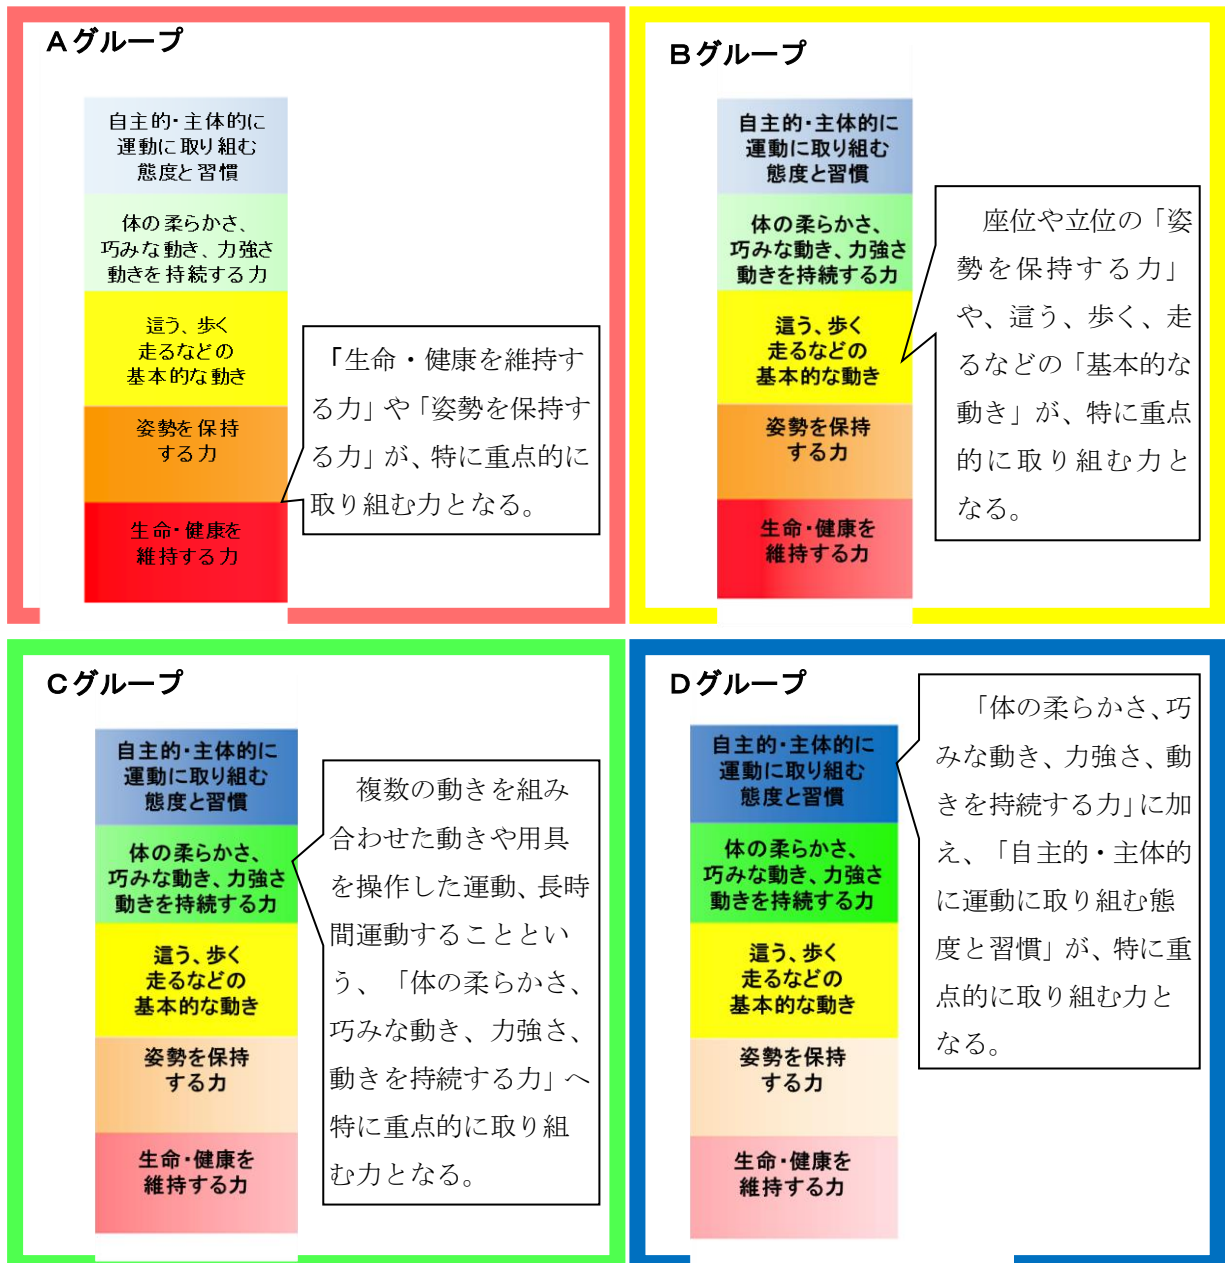 Aグループ
自主的・主体的に
運動に取り組む
態度と習慣
体の柔らかさ、
巧みな動き、力強さ
動きを持続する力
這う、歩く
走るなどの
基本的な動き
姿勢を保持
する力
生命・健康を
維持する力
「生命・健康を維持す
る力」や「姿勢を保持す
る力」が、特に重点的に
取り組む力となる。
Bグループ
自主的・主体的に
運動に取り組む
態度と習慣
体の柔らかさ、
巧みな動き、力強さ
動きを持続する力
這う、歩く
走るなどの
基本的な動き
姿勢を保持
する力
生命・健康を
維持する力
座位や立位の「姿
勢を保持する力」
や、這う、歩く、走
るなどの「基本的な
動き」が、特に重点
的に取り組む力と
なる。
Cグループ
自主的・主体的に
運動に取り組む
態度と習慣
体の柔らかさ、
巧みな動き、力強さ
動きを持続する力
這う、歩く
走るなどの
基本的な動き
姿勢を保持
する力
生命・健康を
維持する力
複数の動きを組み
合わせた動きや用具
を操作した運動、長時
間運動することとい
う、「体の柔らかさ、
巧みな動き、力強さ、
動きを持続する力」へ
特に重点的に取り組
む力となる。
Dグループ
自主的・主体的に
運動に取り組む
態度と習慣
体の柔らかさ、
巧みな動き、力強さ
動きを持続する力
這う、歩く
走るなどの
基本的な動き
姿勢を保持
する力
生命・健康を
維持する力
「体の柔らかさ、巧
みな動き、力強さ、動
きを持続する力」に加
え、「自主的・主体的
に運動に取り組む態
度と習慣」が、特に重
点的に取り組む力と
なる。